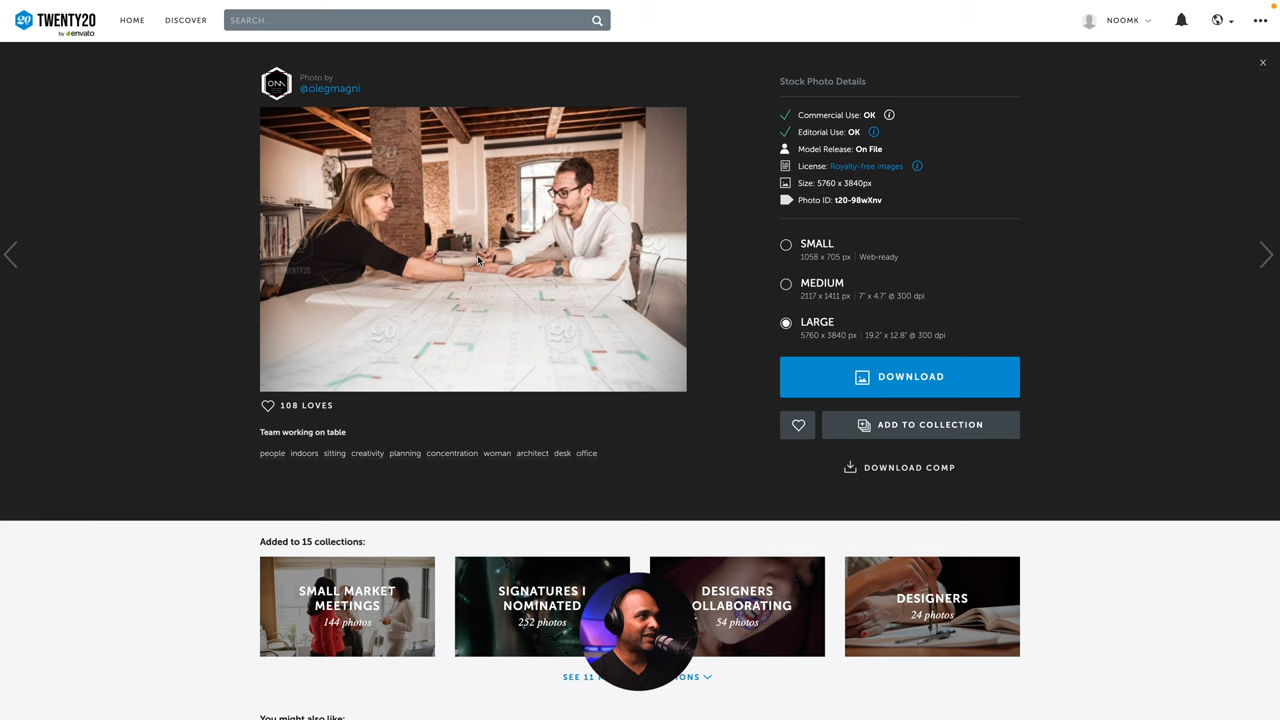 20 TWENTY20
by envato
HOME
DISCOVER
SEARCH...
NOOMK
Photo by
@olegmagni
Stock Photo Details
Commercial Use: OK
Editorial Use: OK
Model Release: On File
License: Royalty-free images
Size: 5760 x 3840px
Photo ID: t20-98wXnv
SMALL
1058 x 705 px | Web-ready
MEDIUM
2117 x 1411 px | 7" x 4.7" @ 300 dpi
LARGE
5760 x 3840 px | 19.2" x 12.8" @ 300 dpi
DOWNLOAD
ADD TO COLLECTION
DOWNLOAD COMP
108 LOVES
Team working on table
people indoors sitting creativity planning concentration woman architect desk office
Added to 15 collections:
SMALL MARKET
MEETINGS
144 photos
SIGNATURES I
NOMINATED
252 photos
DESIGNERS
OLLABORATING
54 photos
DESIGNERS
24 photos
SEE 11
ONS
You might also like: